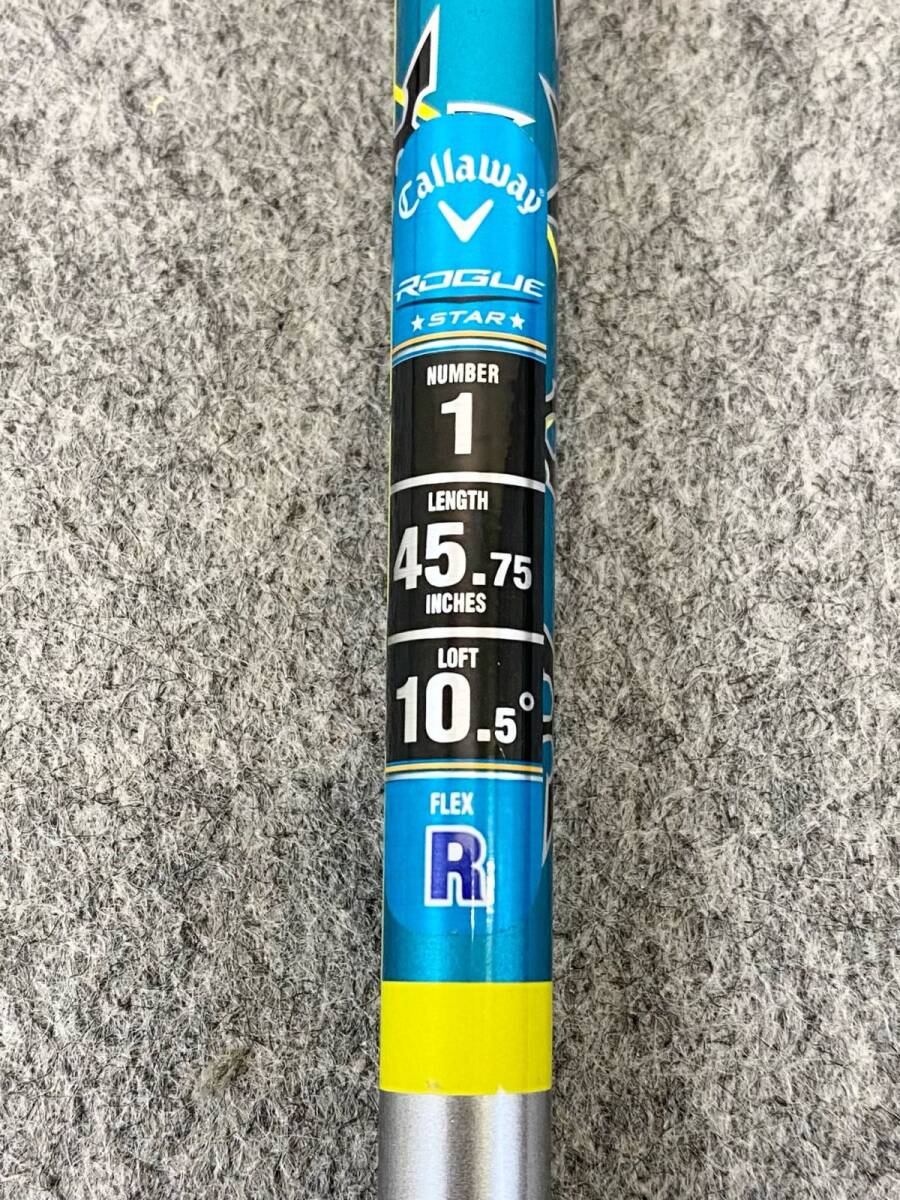 Callaway®
ROGUE
STAR
NUMBER
1
LENGTH
45.75
INCHES
LOFT
10.5°
FLEX
R